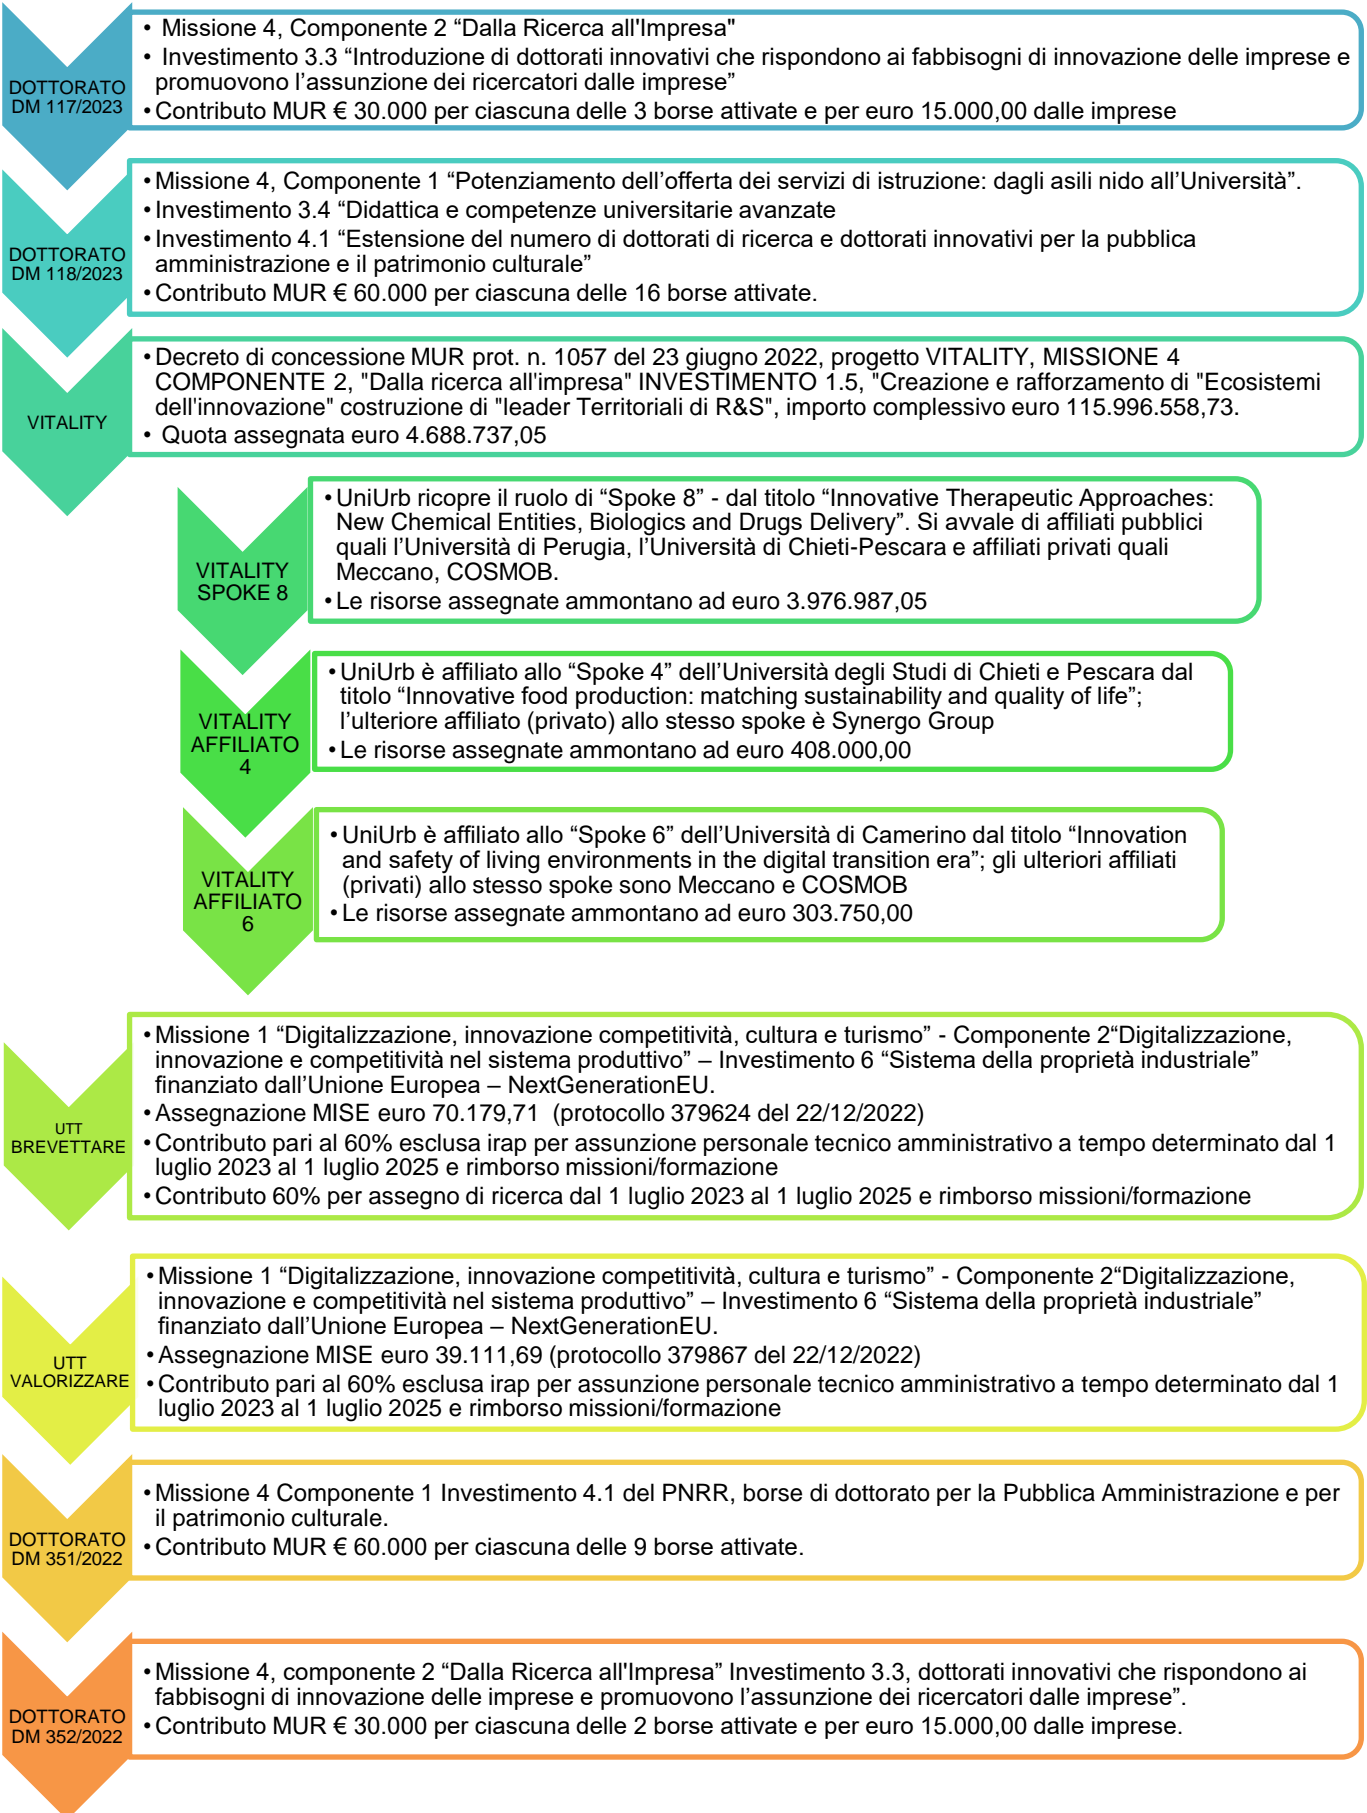 DOTTORATO
DM 117/2023
• Missione 4, Componente 2 “Dalla Ricerca all'Impresa"
• Investimento 3.3 “Introduzione di dottorati innovativi che rispondono ai fabbisogni di innovazione delle imprese e
promuovono l’assunzione dei ricercatori dalle imprese”
• Contributo MUR € 30.000 per ciascuna delle 3 borse attivate e per euro 15.000,00 dalle imprese
DOTTORATO
DM 118/2023
• Missione 4, Componente 1 “Potenziamento dell’offerta dei servizi di istruzione: dagli asili nido all’Università”.
• Investimento 3.4 “Didattica e competenze universitarie avanzate
• Investimento 4.1 “Estensione del numero di dottorati di ricerca e dottorati innovativi per la pubblica
amministrazione e il patrimonio culturale”
• Contributo MUR € 60.000 per ciascuna delle 16 borse attivate.
VITALITY
• Decreto di concessione MUR prot. n. 1057 del 23 giugno 2022, progetto VITALITY, MISSIONE 4
COMPONENTE 2, "Dalla ricerca all'impresa" INVESTIMENTO 1.5, "Creazione e rafforzamento di "Ecosistemi
dell'innovazione" costruzione di "leader Territoriali di R&S", importo complessivo euro 115.996.558,73.
• Quota assegnata euro 4.688.737,05
VITALITY
SPOKE 8
• UniUrb ricopre il ruolo di “Spoke 8” - dal titolo “Innovative Therapeutic Approaches:
New Chemical Entities, Biologics and Drugs Delivery”. Si avvale di affiliati pubblici
quali l’Università di Perugia, l’Università di Chieti-Pescara e affiliati privati quali
Meccano, COSMOB.
• Le risorse assegnate ammontano ad euro 3.976.987,05
VITALITY
AFFILIATO
4
• UniUrb è affiliato allo “Spoke 4” dell’Università degli Studi di Chieti e Pescara dal
titolo “Innovative food production: matching sustainability and quality of life”;
l’ulteriore affiliato (privato) allo stesso spoke è Synergo Group
• Le risorse assegnate ammontano ad euro 408.000,00
VITALITY
AFFILIATO
6
• UniUrb è affiliato allo “Spoke 6” dell’Università di Camerino dal titolo “Innovation
and safety of living environments in the digital transition era”; gli ulteriori affiliati
(privati) allo stesso spoke sono Meccano e COSMOB
• Le risorse assegnate ammontano ad euro 303.750,00
UTT
BREVETTARE
• Missione 1 “Digitalizzazione, innovazione competitività, cultura e turismo” - Componente 2“Digitalizzazione,
innovazione e competitività nel sistema produttivo” – Investimento 6 “Sistema della proprietà industriale”
finanziato dall’Unione Europea – NextGenerationEU.
• Assegnazione MISE euro 70.179,71 (protocollo 379624 del 22/12/2022)
• Contributo pari al 60% esclusa irap per assunzione personale tecnico amministrativo a tempo determinato dal 1
luglio 2023 al 1 luglio 2025 e rimborso missioni/formazione
• Contributo 60% per assegno di ricerca dal 1 luglio 2023 al 1 luglio 2025 e rimborso missioni/formazione
UTT
VALORIZZARE
• Missione 1 “Digitalizzazione, innovazione competitività, cultura e turismo” - Componente 2“Digitalizzazione,
innovazione e competitività nel sistema produttivo” – Investimento 6 “Sistema della proprietà industriale”
finanziato dall’Unione Europea – NextGenerationEU.
• Assegnazione MISE euro 39.111,69 (protocollo 379867 del 22/12/2022)
• Contributo pari al 60% esclusa irap per assunzione personale tecnico amministrativo a tempo determinato dal 1
luglio 2023 al 1 luglio 2025 e rimborso missioni/formazione
DOTTORATO
DM 351/2022
• Missione 4 Componente 1 Investimento 4.1 del PNRR, borse di dottorato per la Pubblica Amministrazione e per
il patrimonio culturale.
• Contributo MUR € 60.000 per ciascuna delle 9 borse attivate.
DOTTORATO
DM 352/2022
• Missione 4, componente 2 “Dalla Ricerca all'Impresa” Investimento 3.3, dottorati innovativi che rispondono ai
fabbisogni di innovazione delle imprese e promuovono l’assunzione dei ricercatori dalle imprese”.
• Contributo MUR € 30.000 per ciascuna delle 2 borse attivate e per euro 15.000,00 dalle imprese.